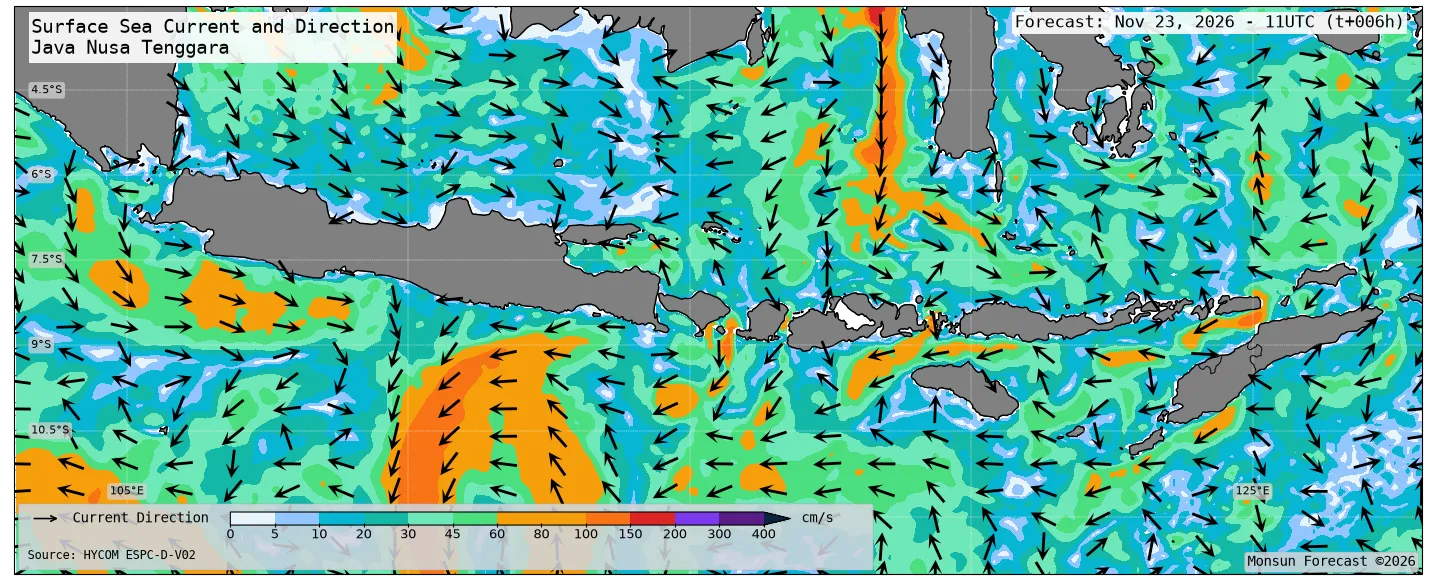 Surface Sea Current and Direction
Java Nusa Tenggara
Forecast: Nov 23, 2026 - 11UTC (t+006h)
4.5°S
6°S
7.5°S
9°S
10.5°S
105°E
125°E
Current Direction
0 5 10 20 30 45 60 80 100 150 200 300 400 cm/s
Source: HYCOM ESPC-D-V02
Monsun Forecast ©2026